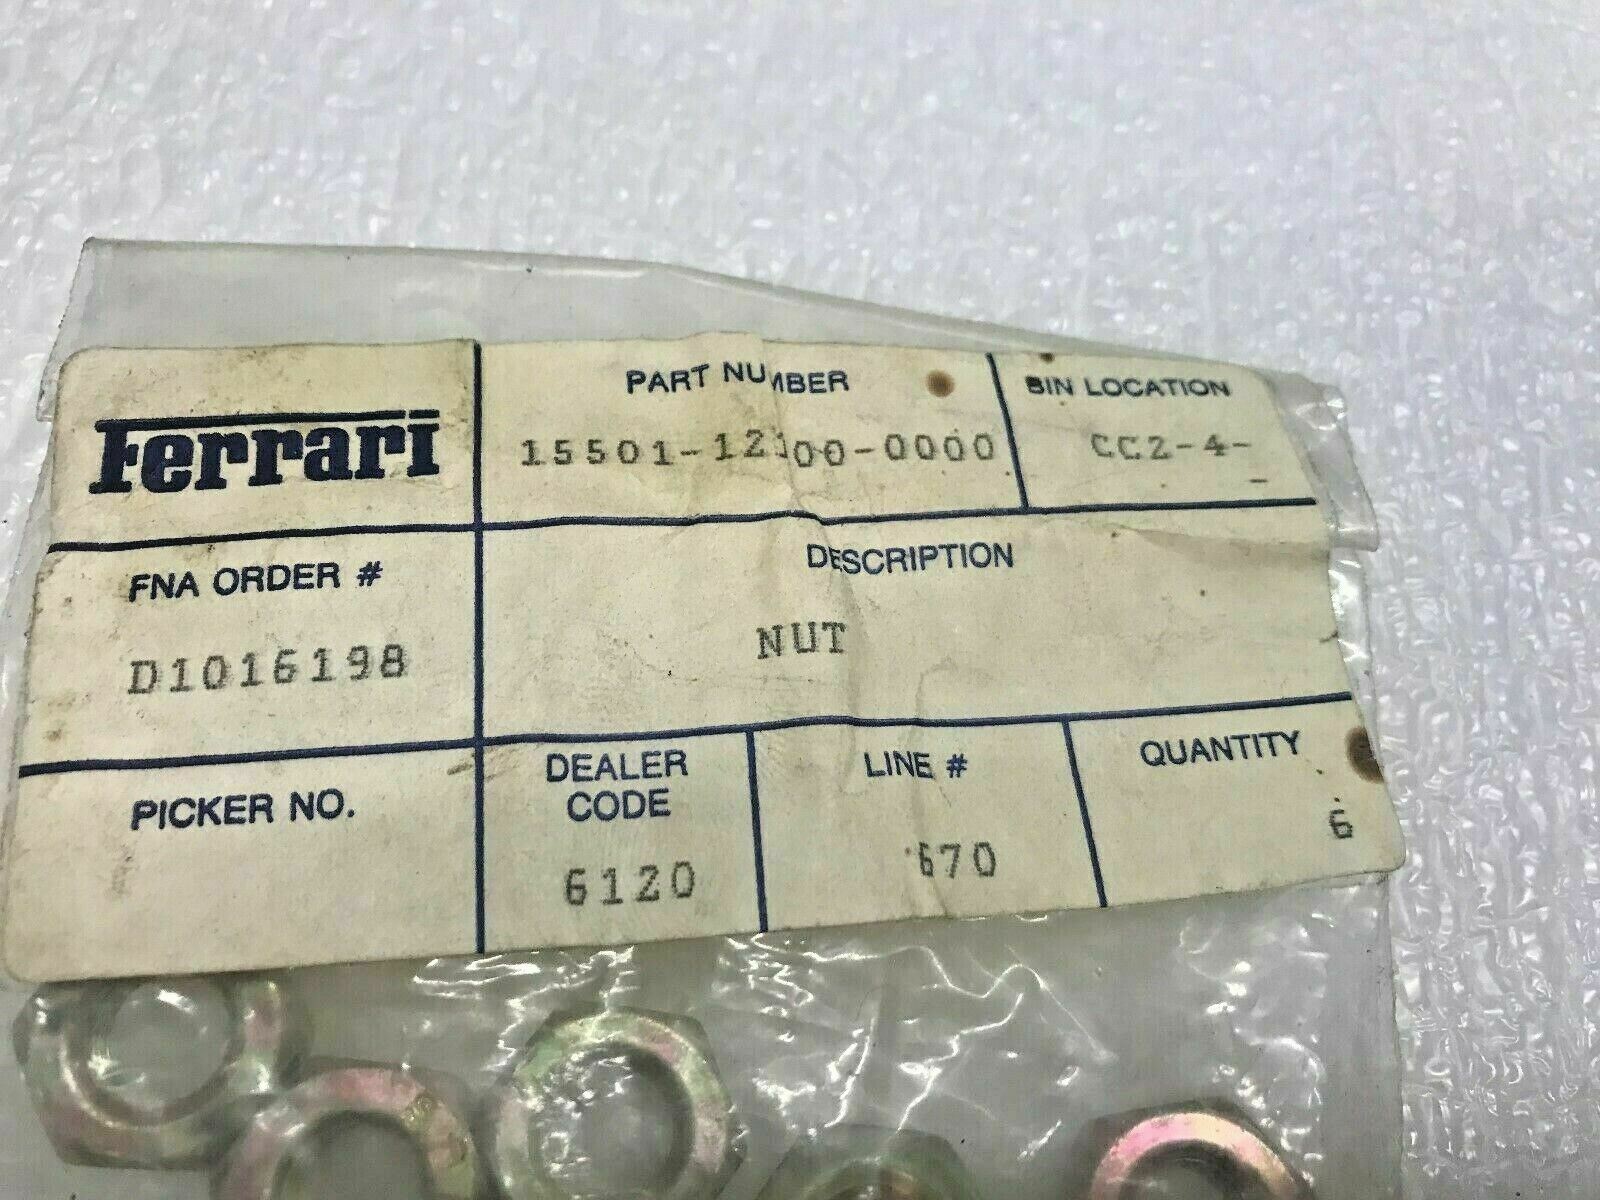 Ferrari
PART NUMBER
15501-12100-0000
BIN LOCATION
CC2-4-
-
FNA ORDER #
D1016198
DESCRIPTION
NUT
PICKER NO.
DEALER
CODE
6120
LINE #
670
QUANTITY
6